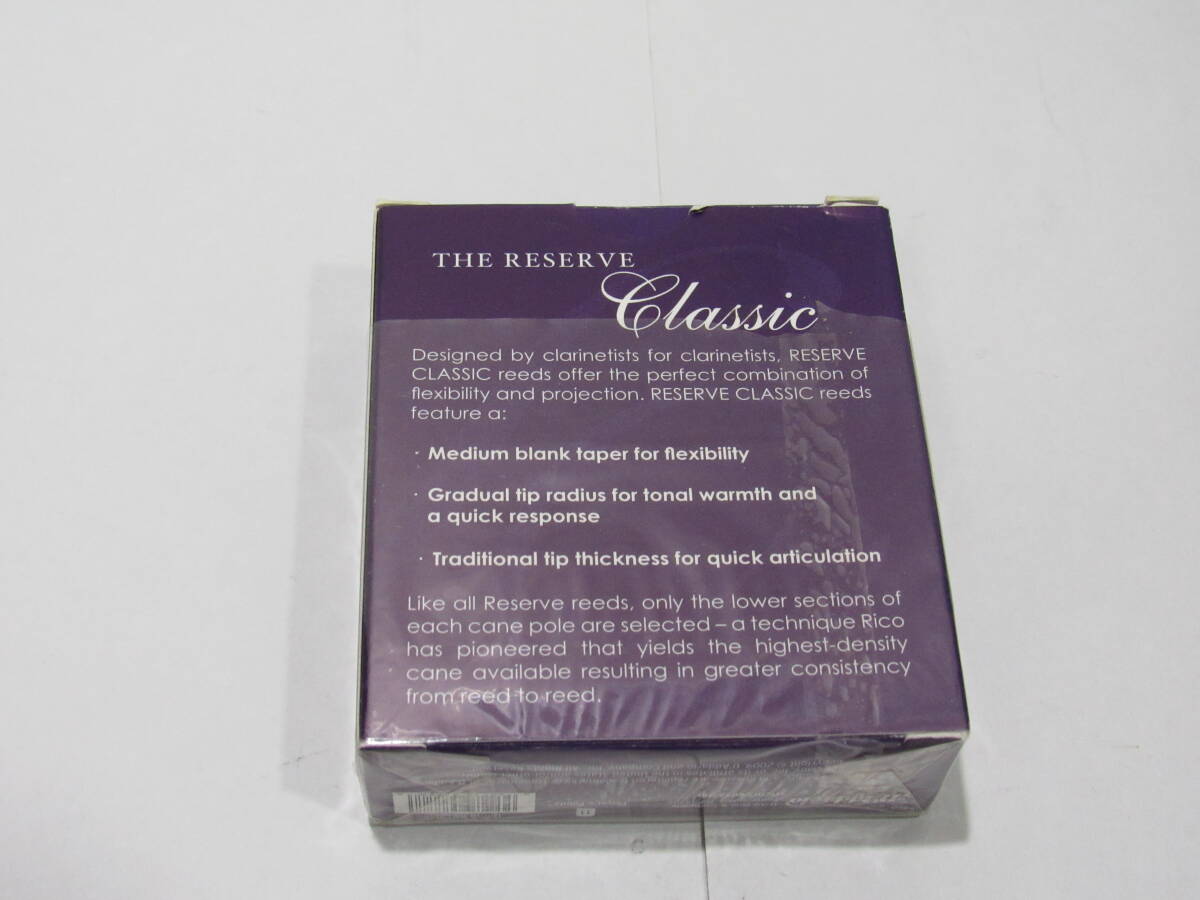 THE RESERVE
Classic
Designed by clarinetists for clarinetists, RESERVE
CLASSIC reeds offer the perfect combination of
flexibility and projection. RESERVE CLASSIC reeds
feature a:
· Medium blank taper for flexibility
· Gradual tip radius for tonal warmth and
a quick response
· Traditional tip thickness for quick articulation
Like all Reserve reeds, only the lower sections of
each cane pole are selected – a technique Rico
has pioneered that yields the highest-density
cane available resulting in greater consistency
from reed to reed.